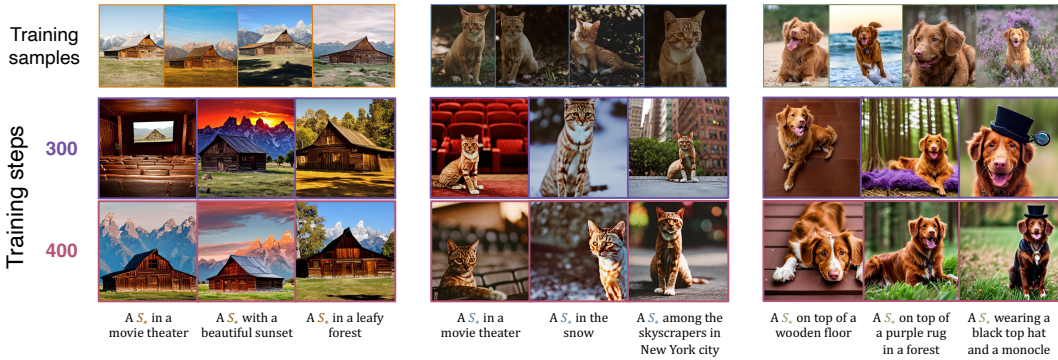 Training
samples
Training steps
300
400
A S* in a
movie theater
A S* with a
beautiful sunset
A S* in a leafy
forest
A S* in a
movie theater
A S* in the
snow
A S* among the
skyscrapers in
New York city
A S* on top of a
wooden floor
A S* on top of
a purple rug
in a forest
A S* wearing a
black top hat
and a monocle